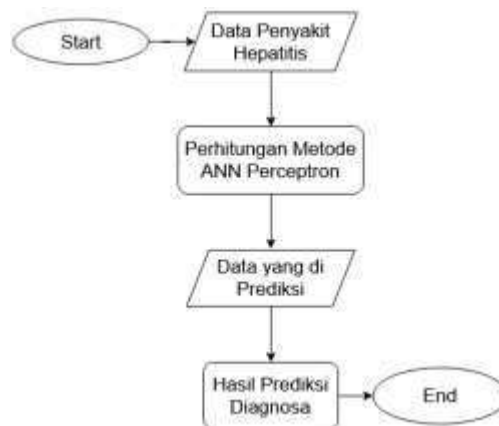 Start
Data Penyakit
Hepatitis
Perhitungan Metode
ANN Perceptron
Data yang di
Prediksi
Hasil Prediksi
Diagnosa
End